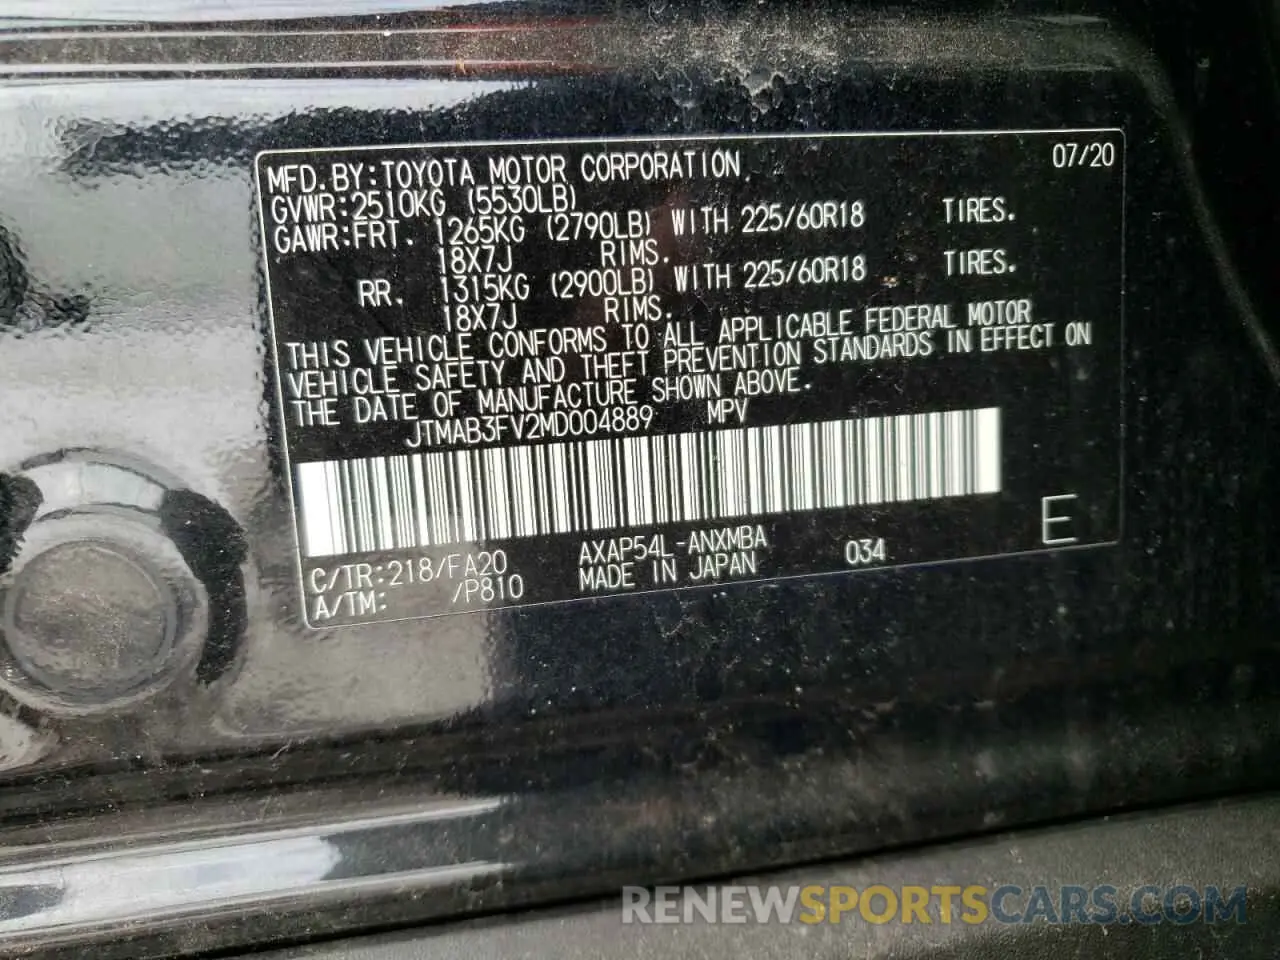 MFD.BY:TOYOTA MOTOR CORPORATION 07/20
GVWR:2510KG (5530LB)
GAWR:FRT. 1265KG (2790LB) WITH 225/60R18 TIRES.
18X7J RIMS.
RR. 1315KG (2900LB) WITH 225/60R18 TIRES.
18X7J RIMS.
THIS VEHICLE CONFORMS TO ALL APPLICABLE FEDERAL MOTOR
VEHICLE SAFETY AND THEFT PREVENTION STANDARDS IN EFFECT ON
THE DATE OF MANUFACTURE SHOWN ABOVE.
JTMAB3FV2MD004889 MPV
E
C/TR:218/FA20 AXAP54L-ANXMBA
A/TM: /P810 MADE IN JAPAN 034
RENEWSPORTSCARS.COM